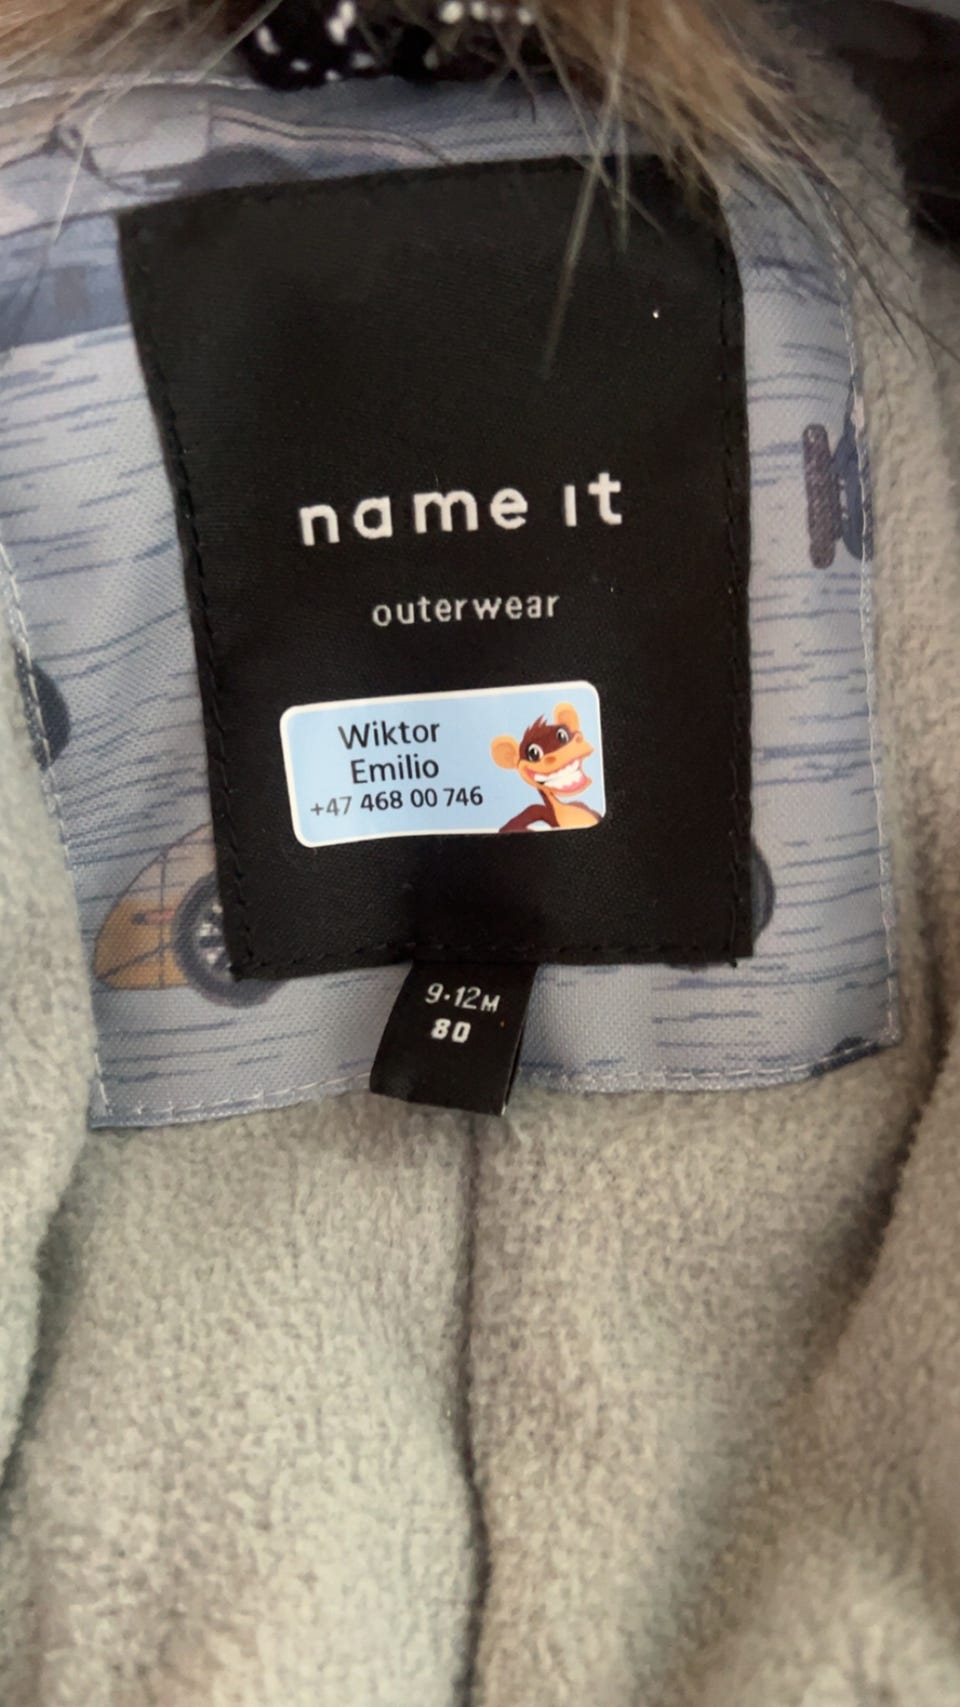 name it
outerwear
Wiktor
Emilio
+47 468 00 746
9-12M
80